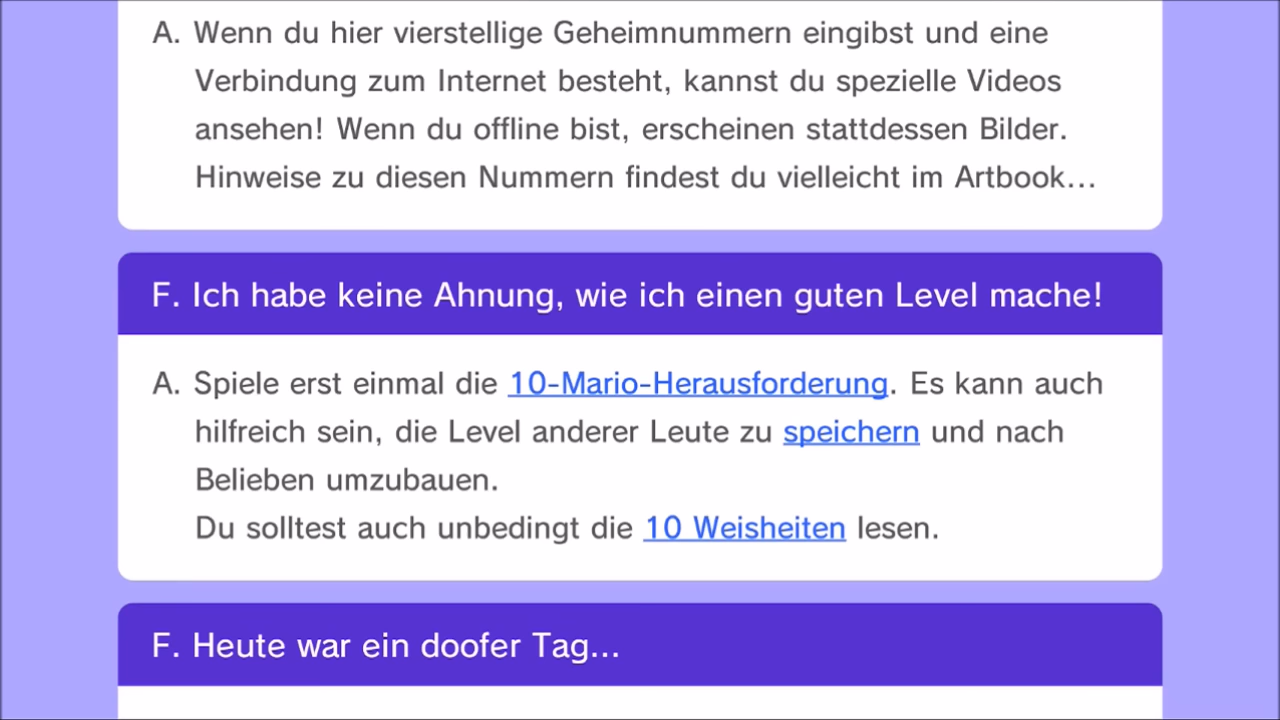 A. Wenn du hier vierstellige Geheimnummern eingibst und eine
Verbindung zum Internet besteht, kannst du spezielle Videos
ansehen! Wenn du offline bist, erscheinen stattdessen Bilder.
Hinweise zu diesen Nummern findest du vielleicht im Artbook...
F. Ich habe keine Ahnung, wie ich einen guten Level mache!
A. Spiele erst einmal die 10-Mario-Herausforderung. Es kann auch
hilfreich sein, die Level anderer Leute zu speichern und nach
Belieben umzubauen.
Du solltest auch unbedingt die 10 Weisheiten lesen.
F. Heute war ein doofer Tag...